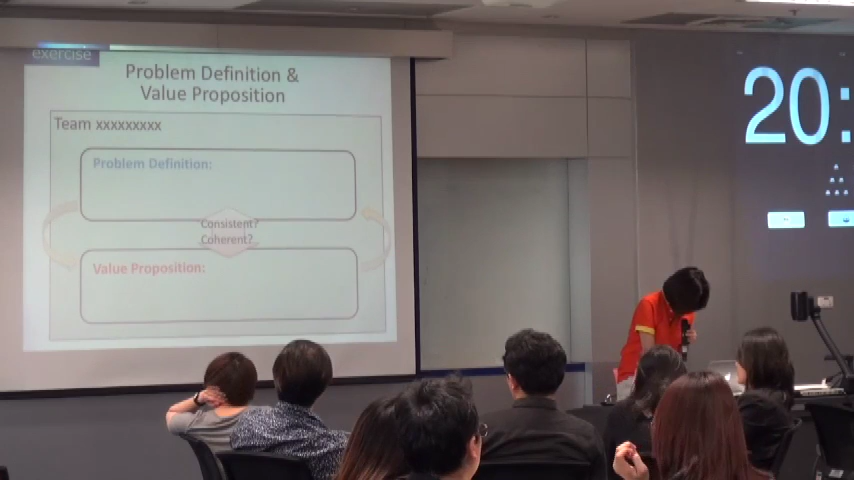 exercise
Problem Definition &
Value Proposition
Team xxxxxxxxx
Problem Definition:
Consistent?
Coherent?
Value Proposition:
20: